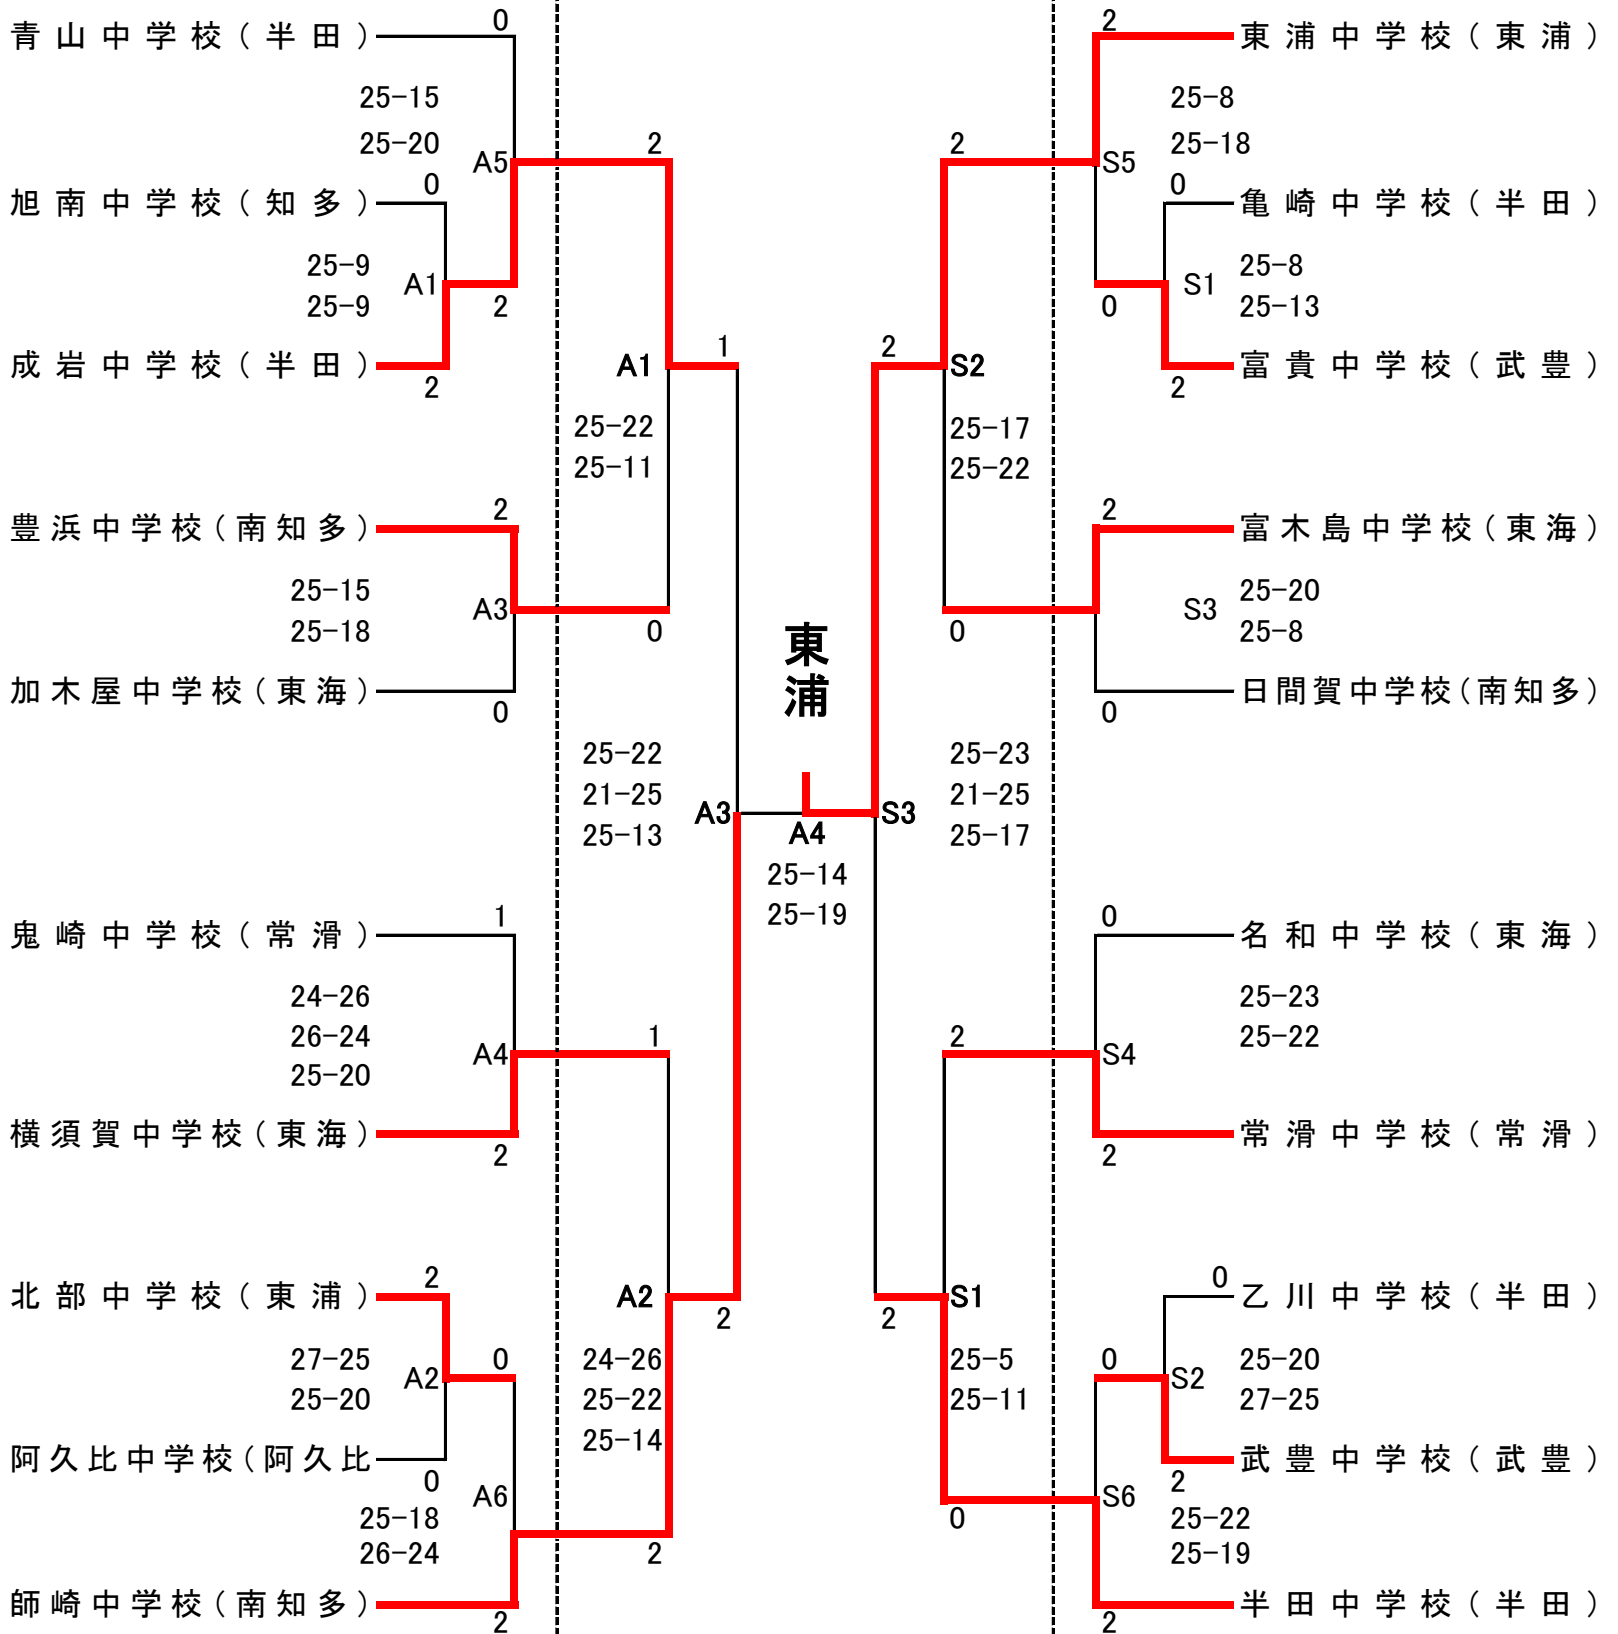 青山中学校(半田)
0
25-15
25-20
A5
2
旭南中学校(知多)
0
25-9
25-9
A1
2
成岩中学校(半田)
2
A1
1
25-22
25-11
豊浜中学校(南知多)
2
25-15
25-18
A3
0
加木屋中学校(東海)
0
25-22
21-25
25-13
A3
鬼崎中学校(常滑)
1
24-26
26-24
25-20
A4
1
横須賀中学校(東海)
2
北部中学校(東浦)
2
27-25
25-20
A2
0
阿久比中学校(阿久比
0
25-18
26-24
A6
2
師崎中学校(南知多)
2
A2
2
24-26
25-22
25-14
東浦
A4
25-14
25-19
2
東浦中学校(東浦)
25-8
25-18
2
S5
0
亀崎中学校(半田)
S1
25-8
25-13
0
富貴中学校(武豊)
2
2
S2
25-17
25-22
2
富木島中学校(東海)
S3
25-20
25-8
0
日間賀中学校(南知多)
0
S3
25-23
21-25
25-17
0
名和中学校(東海)
25-23
25-22
2
S4
常滑中学校(常滑)
2
S1
2
25-5
25-11
0
乙川中学校(半田)
0
S2
25-20
27-25
武豊中学校(武豊)
2
S6
0
25-22
25-19
半田中学校(半田)
2